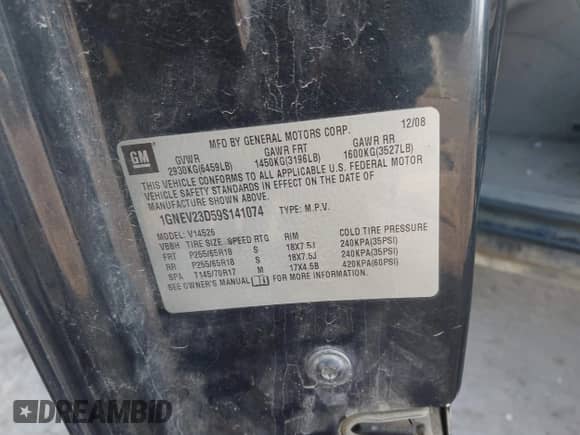 12/08
MFD BY GENERAL MOTORS CORP.
GM
GVWR GAWR FRT GAWR RR
2930KG(6459LB) 1450KG(3196LB) 1600KG(3527LB)
THIS VEHICLE CONFORMS TO ALL APPLICABLE U.S. FEDERAL MOTOR
VEHICLE SAFETY STANDARDS IN EFFECT ON THE DATE OF
MANUFACTURE SHOWN ABOVE.
1GNEV23D59S141074 TYPE: M.P.V.
MODEL: V14526
VBBH TIRE SIZE SPEED RTG RIM COLD TIRE PRESSURE
FRT P255/65R18 S 18X7.5J 240KPA(35PSI)
RR P255/65R18 S 18X7.5J 240KPA(35PSI)
SPA T145/70R17 M 17X4.5B 420KPA(60PSI)
SEE OWNER'S MANUAL FOR MORE INFORMATION.
DREAMBID